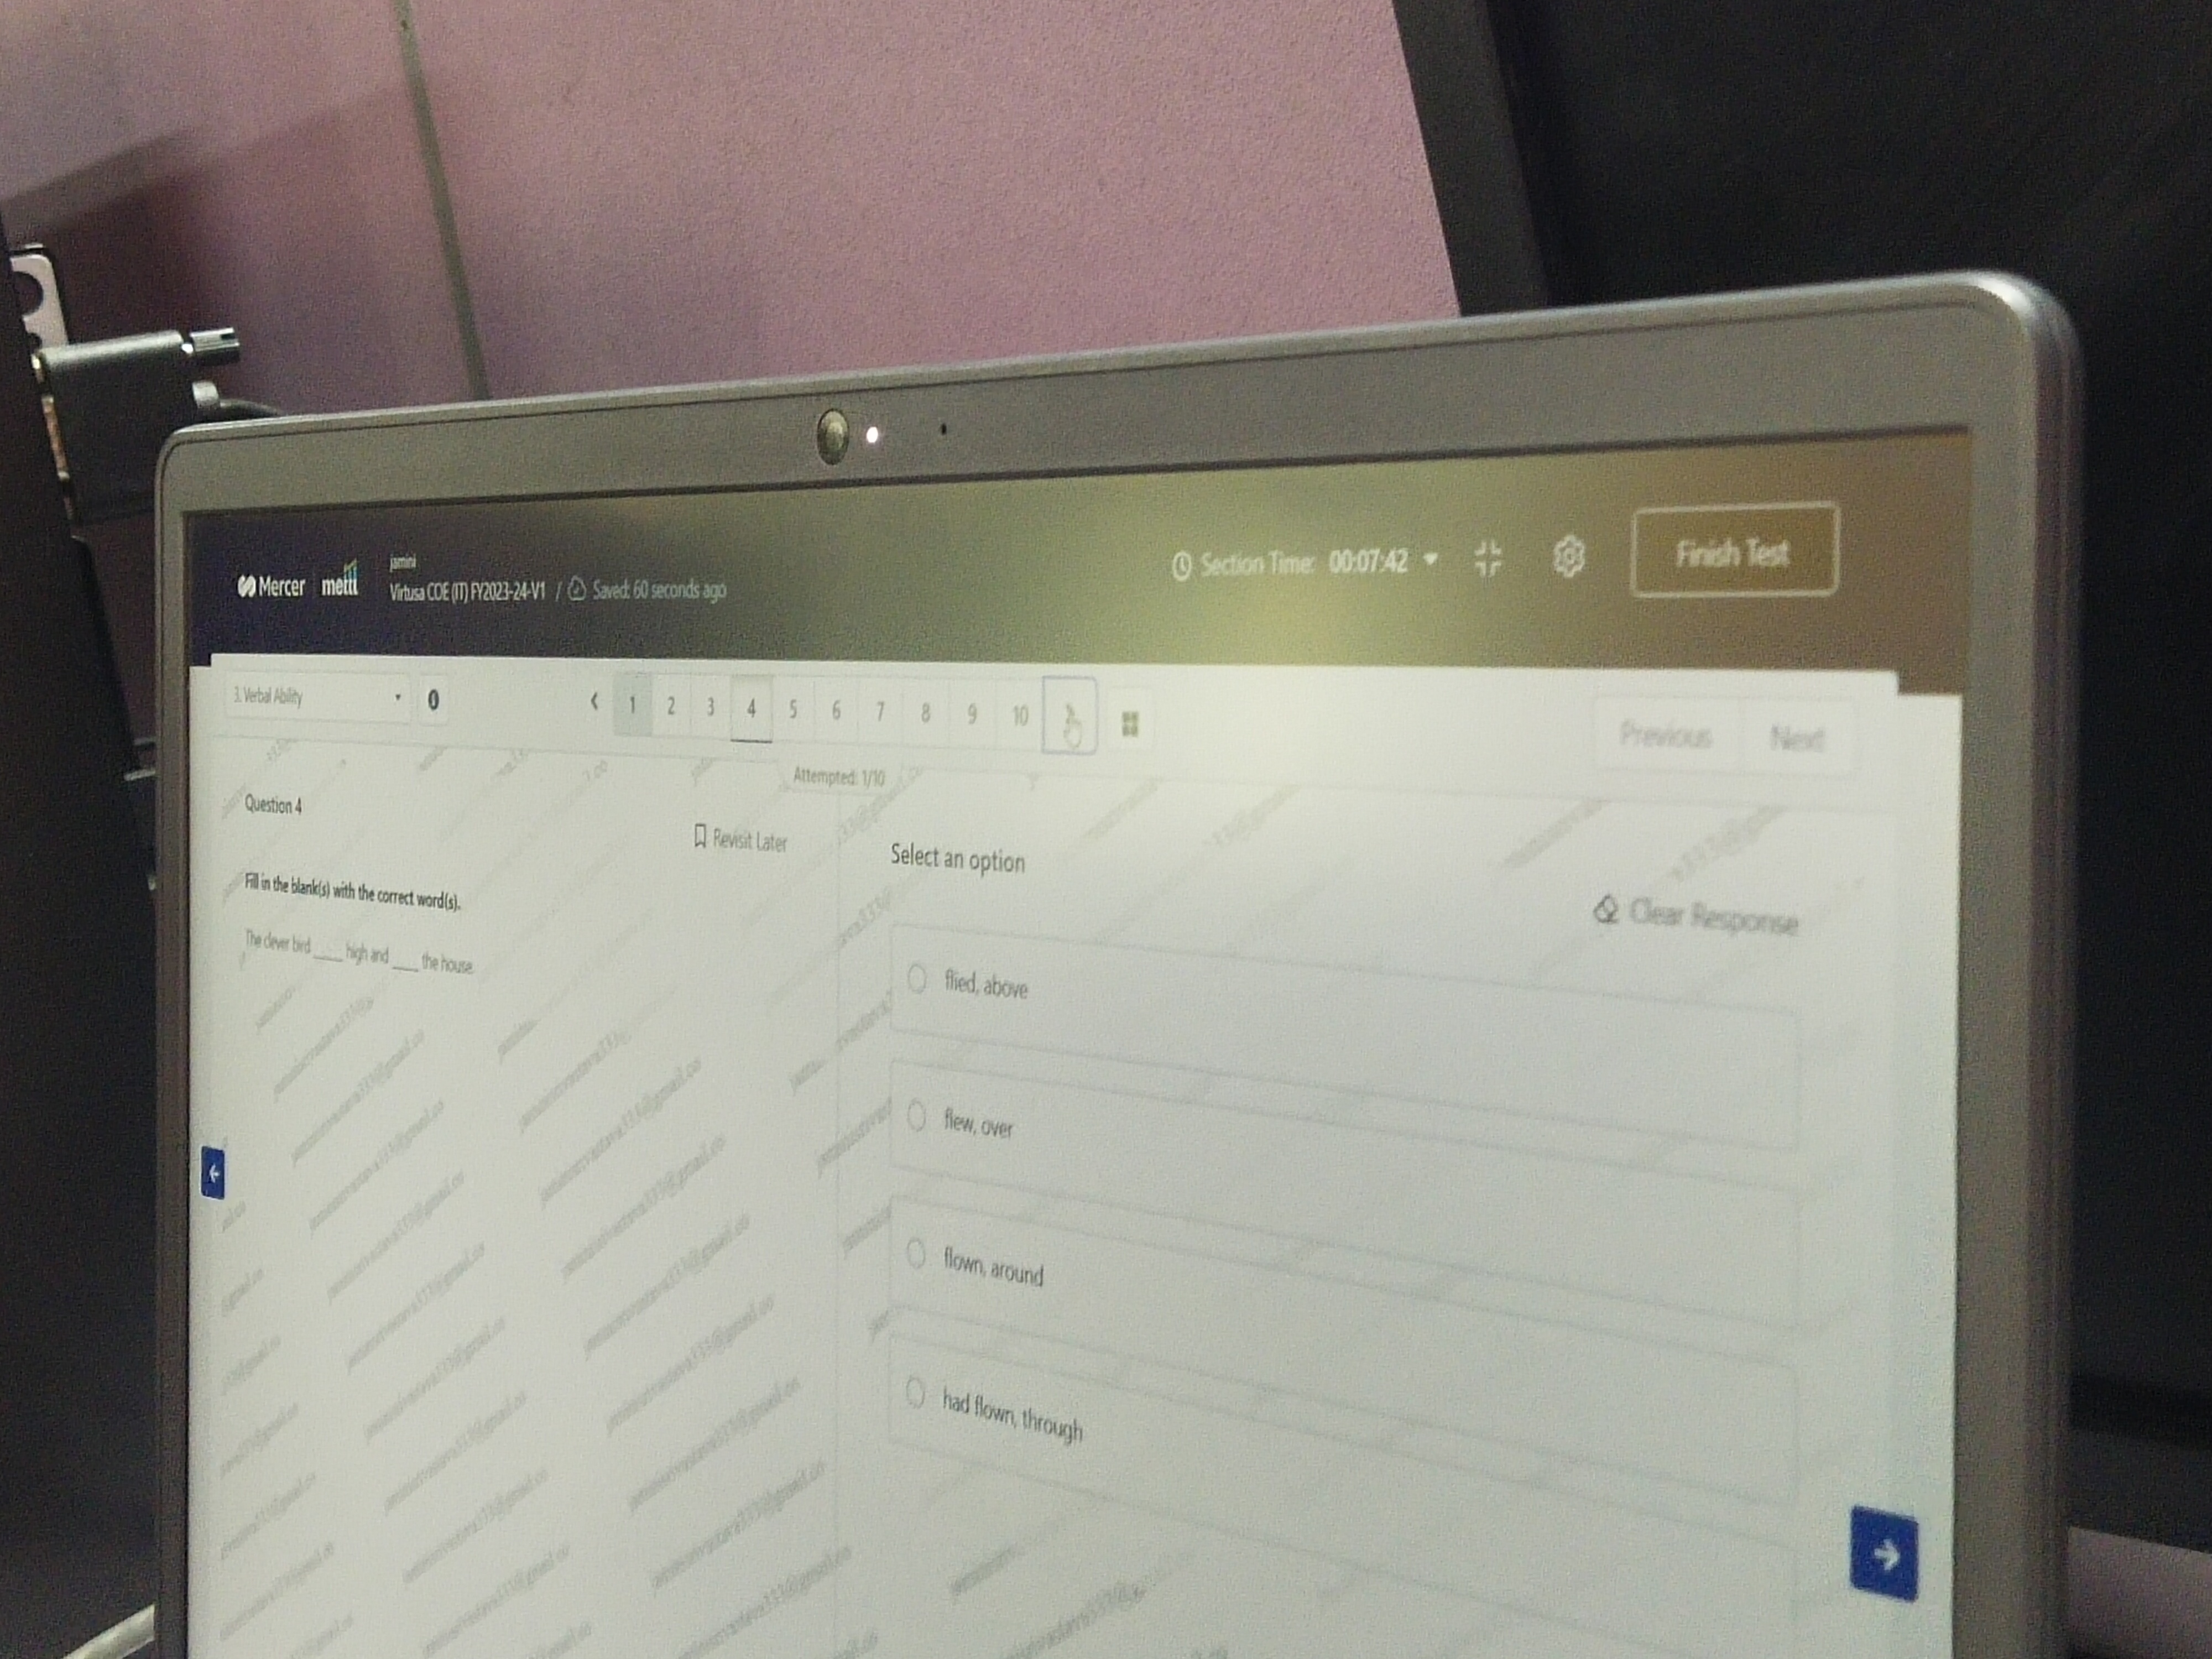 Mercer mettl
jamini
Virtusa COE (IT) FY2023-24-V1 / Saved: 60 seconds ago
Section Time: 00:07:42
Finish Test
3. Verbal Ability
1 2 3 4 5 6 7 8 9 10
Previous Next
Attempted: 1/10
Question 4
Revisit Later
Fill in the blank(s) with the correct word(s).
The clever bird ____ high and ____ the house.
Select an option
Clear Response
flied, above
flew, over
flown, around
had flown, through